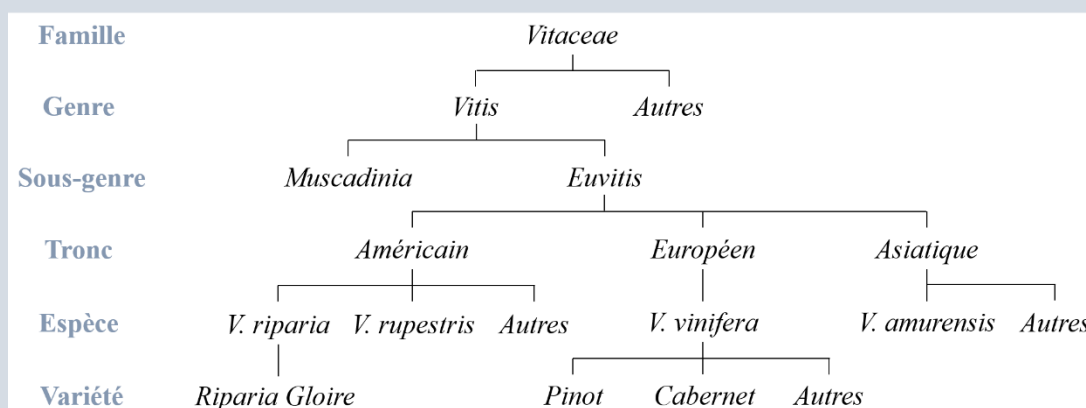 Famille Vitaceae
Genre Vitis Autres
Sous-genre Muscadinia Euvitis
Tronc Américain Européen Asiatique
Espèce V. riparia V. rupestris Autres V. vinifera V. amurensis Autres
Variété Riparia Gloire Pinot Cabernet Autres